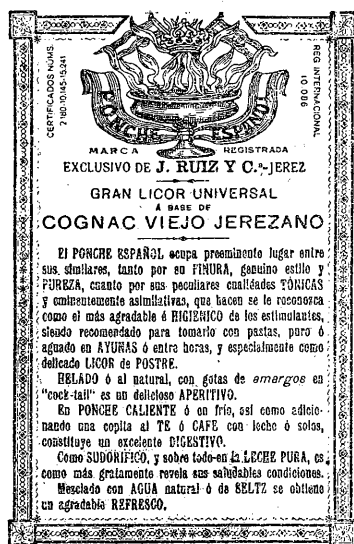 CERTIFICADOS NÚMS.
2180-10.145-15.241
REG INTERNACIONAL
10.086
PONCHE ESPAÑOL
MARCA REGISTRADA
EXCLUSIVO DE J. RUIZ Y C.ª-JEREZ
GRAN LICOR UNIVERSAL
Á BASE DE
COGNAC VIEJO JEREZANO
El PONCHE ESPAÑOL ocupa preeminente lugar entre
sus similares, tanto por su FINURA, genuino estilo y
PUREZA, cuanto por sus peculiares cualidades TÓNICAS
y eminentemente asimilativas, que hacen se le reconozca
como el más agradable é HIGIENICO de los estimulantes,
siendo recomendado para tomarlo con pastas, puro ó
aguado en AYUNAS ó entre horas, y especialmente como
delicado LICOR de POSTRE.
HELADO ó al natural, con gotas de amargos en
"cock-tail" es un delicioso APERITIVO.
En PONCHE CALIENTE ó en frío, así como adicio-
nando una copita al TÉ ó CAFÉ con leche ó solos,
constituye un excelente DIGESTIVO.
Como SUDORIFICO, y sobre todo en la LECHE PURA, es
como más gratamente revela sus saludables condiciones.
Mezclado con AGUA natural ó de SELTZ se obtiene
un agradable REFRESCO.